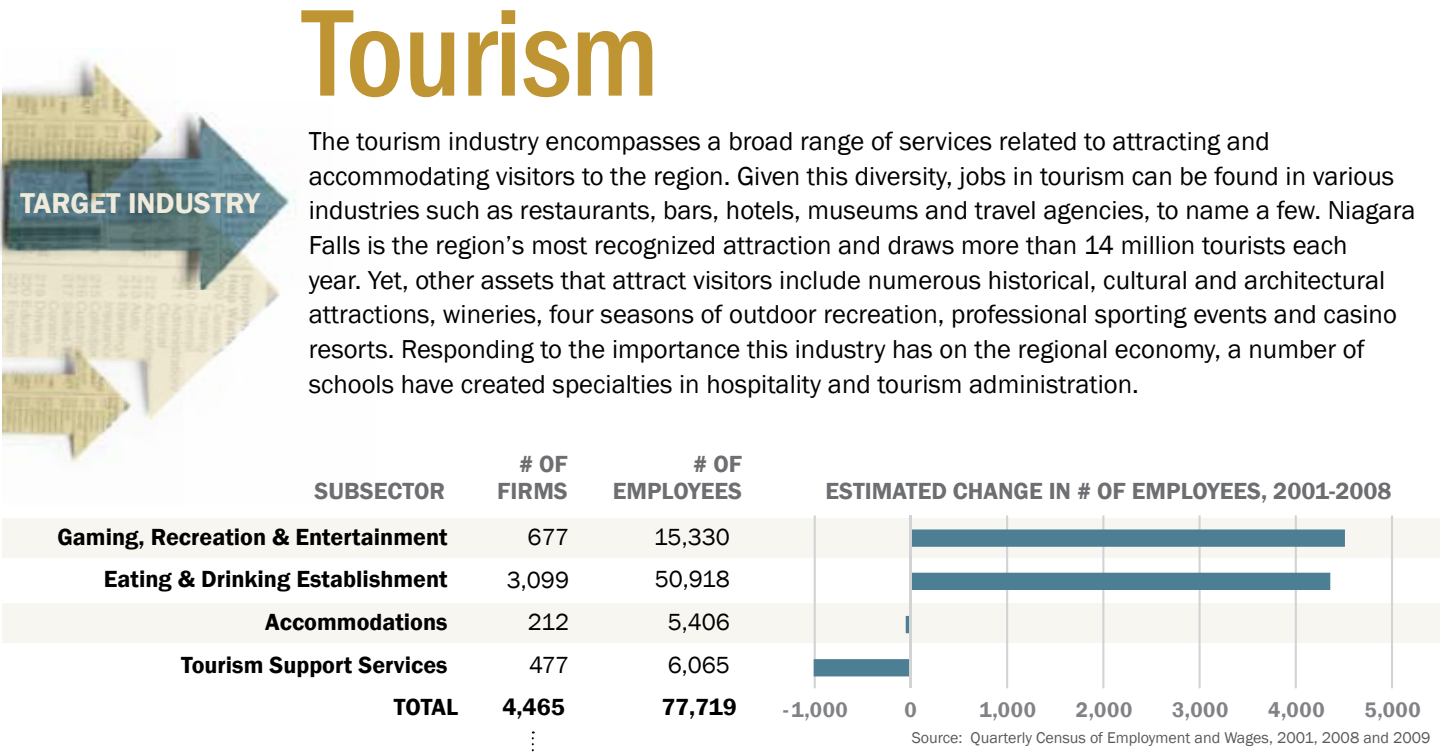 Tourism
TARGET INDUSTRY
The tourism industry encompasses a broad range of services related to attracting and
accommodating visitors to the region. Given this diversity, jobs in tourism can be found in various
industries such as restaurants, bars, hotels, museums and travel agencies, to name a few. Niagara
Falls is the region's most recognized attraction and draws more than 14 million tourists each
year. Yet, other assets that attract visitors include numerous historical, cultural and architectural
attractions, wineries, four seasons of outdoor recreation, professional sporting events and casino
resorts. Responding to the importance this industry has on the regional economy, a number of
schools have created specialties in hospitality and tourism administration.
SUBSECTOR # OF FIRMS # OF EMPLOYEES ESTIMATED CHANGE IN # OF EMPLOYEES, 2001-2008
Gaming, Recreation & Entertainment 677 15,330
Eating & Drinking Establishment 3,099 50,918
Accommodations 212 5,406
Tourism Support Services 477 6,065
TOTAL 4,465 77,719
-1,000 0 1,000 2,000 3,000 4,000 5,000
Source: Quarterly Census of Employment and Wages, 2001, 2008 and 2009